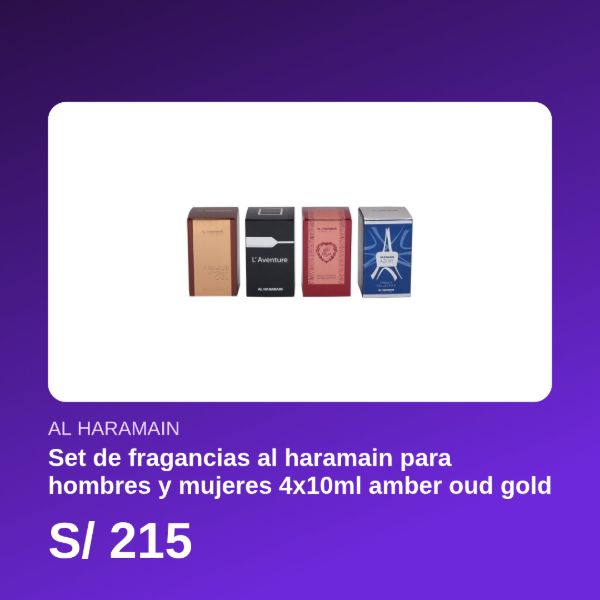 L'Aventure
AL HARAMAIN
AL HARAMAIN
Set de fragancias al haramain para
hombres y mujeres 4x10ml amber oud gold
S/ 215